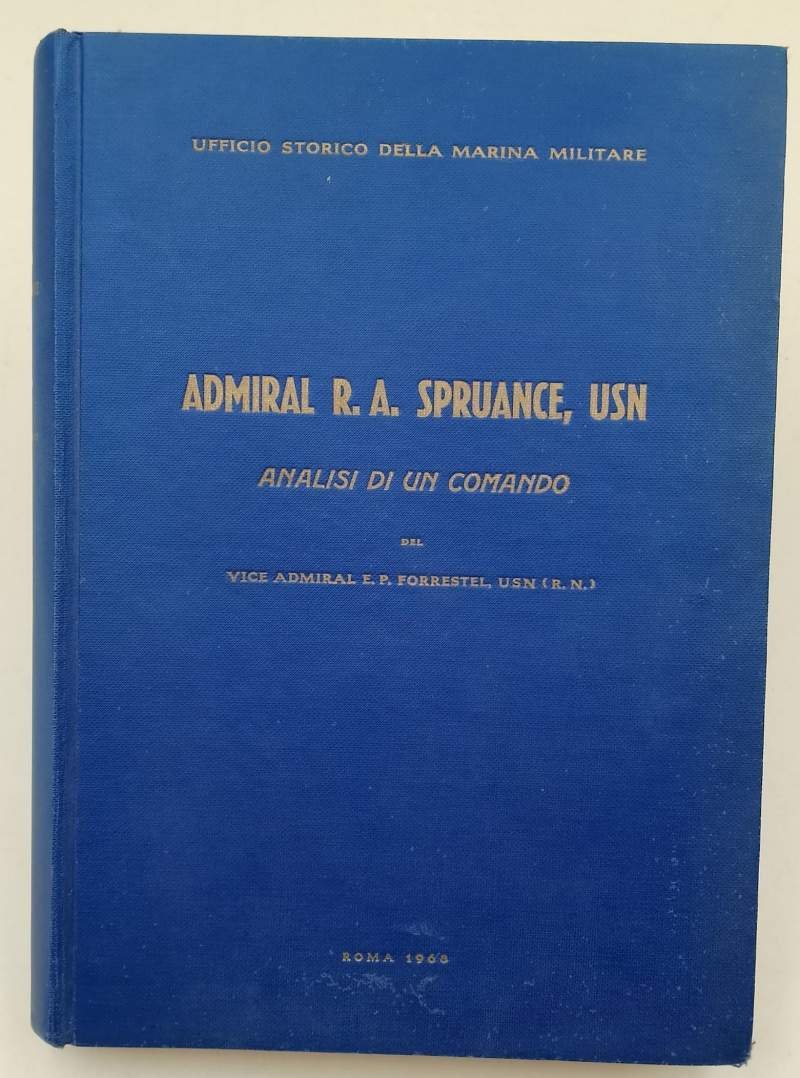 UFFICIO STORICO DELLA MARINA MILITARE
ADMIRAL R. A. SPRUANCE, USN
ANALISI DI UN COMANDO
DEL
VICE ADMIRAL E. P. FORRESTEL, USN (R. N.)
ROMA 1968